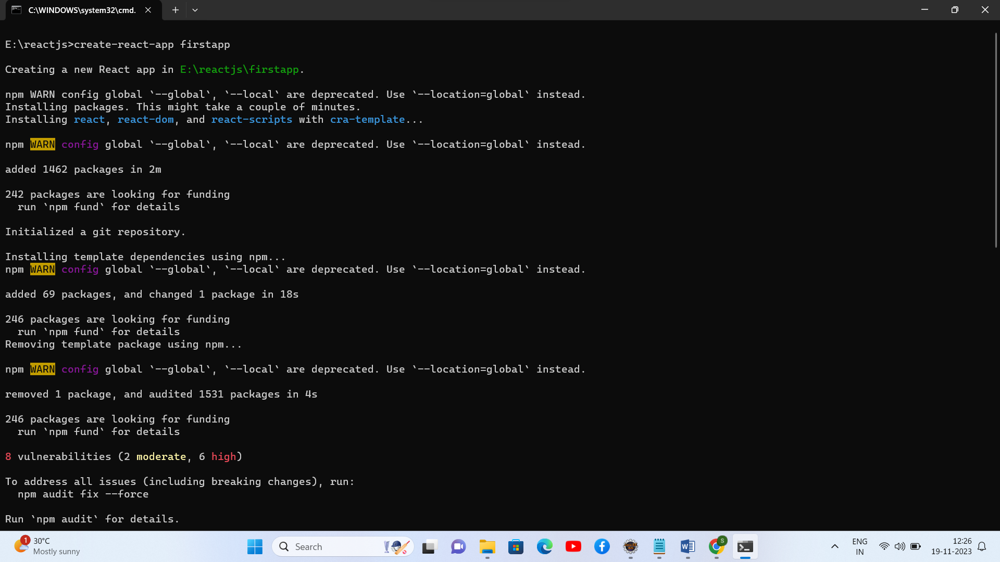 C:\WINDOWS\system32\cmd.
E:\reactjs>create-react-app firstapp
Creating a new React app in E:\reactjs\firstapp.
npm WARN config global `--global`, `--local` are deprecated. Use `--location=global` instead.
Installing packages. This might take a couple of minutes.
Installing react, react-dom, and react-scripts with cra-template...
npm WARN config global `--global`, `--local` are deprecated. Use `--location=global` instead.
added 1462 packages in 2m
242 packages are looking for funding
run `npm fund` for details
Initialized a git repository.
Installing template dependencies using npm...
npm WARN config global `--global`, `--local` are deprecated. Use `--location=global` instead.
added 69 packages, and changed 1 package in 18s
246 packages are looking for funding
run `npm fund` for details
Removing template package using npm...
npm WARN config global `--global`, `--local` are deprecated. Use `--location=global` instead.
removed 1 package, and audited 1531 packages in 4s
246 packages are looking for funding
run `npm fund` for details
8 vulnerabilities (2 moderate, 6 high)
To address all issues (including breaking changes), run:
npm audit fix --force
Run `npm audit` for details.
1
30°C
Mostly sunny
Search
S
ENG
IN
12:26
19-11-2023